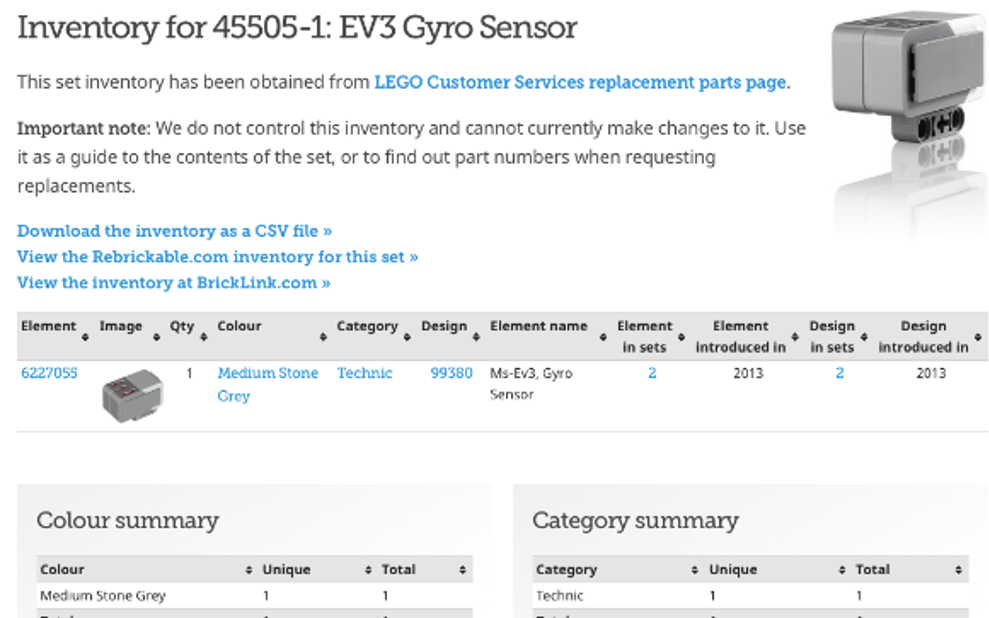 Inventory for 45505-1: EV3 Gyro Sensor
This set inventory has been obtained from LEGO Customer Services replacement parts page.
Important note: We do not control this inventory and cannot currently make changes to it. Use
it as a guide to the contents of the set, or to find out part numbers when requesting
replacements.
Download the inventory as a CSV file »
View the Rebrickable.com inventory for this set »
View the inventory at BrickLink.com »
Element Image Qty Colour Category Design Element name Element in sets Element introduced in Design in sets Design introduced in
6227055 1 Medium Stone Grey Technic 99380 Ms-Ev3, Gyro Sensor 2 2013 2 2013
Colour summary
Colour Unique Total
Medium Stone Grey 1 1
Category summary
Category Unique Total
Technic 1 1